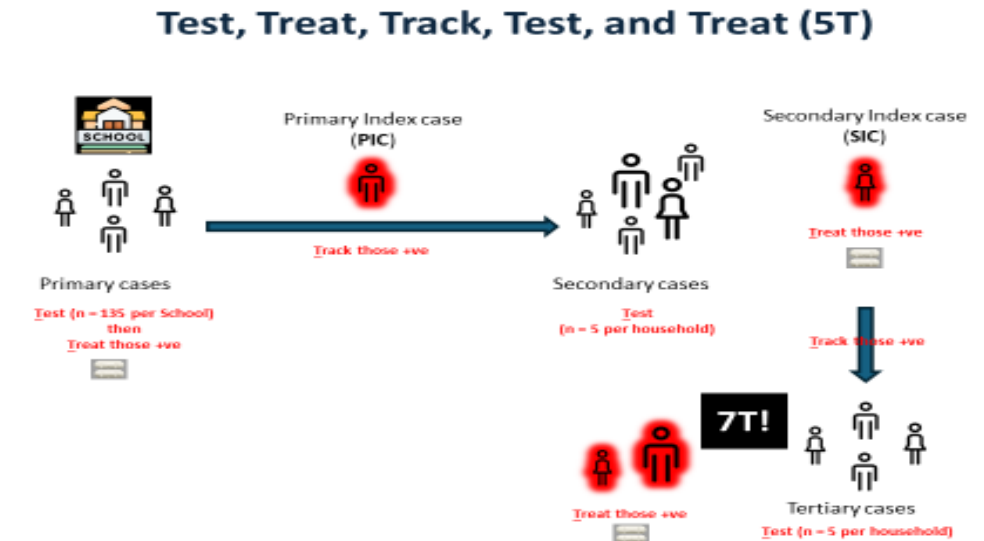 Test, Treat, Track, Test, and Treat (5T)
SCHOOL
Primary Index case
(PIC)
Track those +ve
Primary cases
Test (n = 135 per School)
then
Treat those +ve
Secondary cases
Test
(n = 5 per household)
Secondary Index case
(SIC)
Treat those +ve
Track those +ve
7T!
Tertiary cases
Test (n = 5 per household)
Treat those +ve